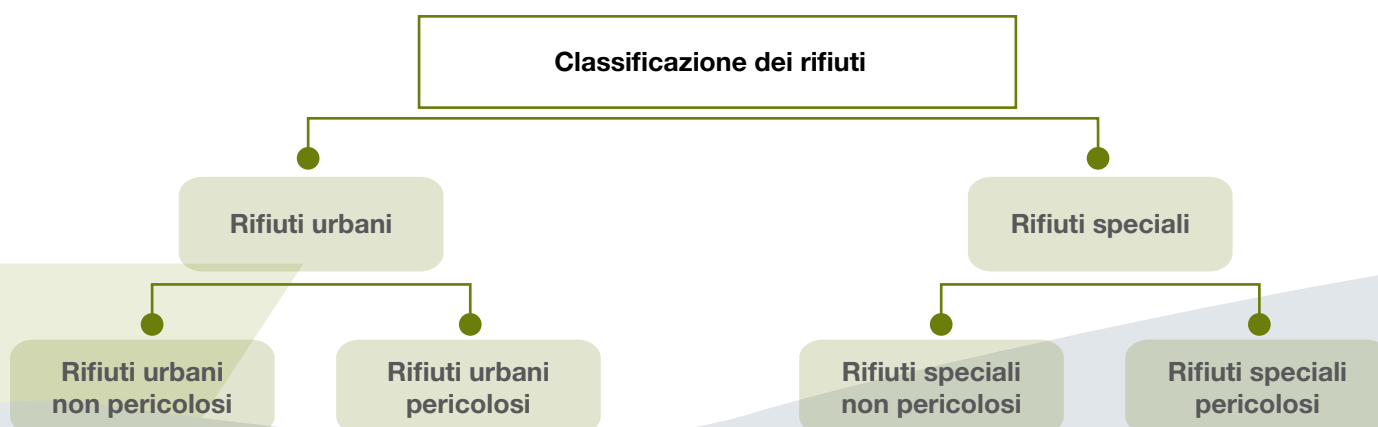 Classificazione dei rifiuti
Rifiuti urbani
Rifiuti speciali
Rifiuti urbani
non pericolosi
Rifiuti urbani
pericolosi
Rifiuti speciali
non pericolosi
Rifiuti speciali
pericolosi